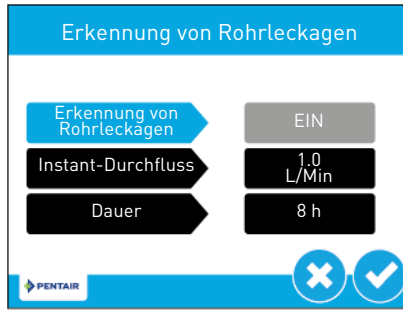 Erkennung von Rohrleckagen
Erkennung von
Rohrleckagen
EIN
Instant-Durchfluss
1.0
L/Min
Dauer
8 h
PENTAIR